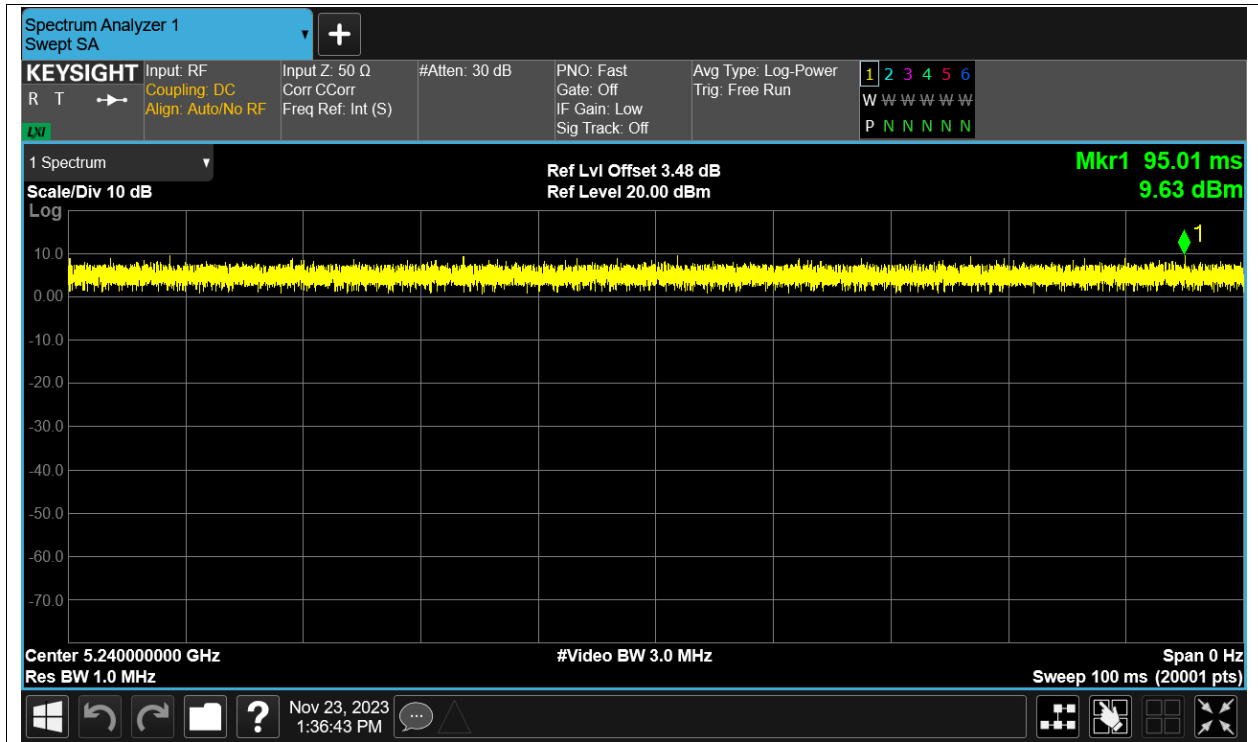 Spectrum Analyzer 1
Swept SA
KEYSIGHT
R T
LXI
Input: RF
Coupling: DC
Align: Auto/No RF
Input Z: 50 Ω
Corr CCorr
Freq Ref: Int (S)
#Atten: 30 dB
PNO: Fast
Gate: Off
IF Gain: Low
Sig Track: Off
Avg Type: Log-Power
Trig: Free Run
1 2 3 4 5 6
W W W W W W
P N N N N N
1 Spectrum
Scale/Div 10 dB
Log
Ref Lvl Offset 3.48 dB
Ref Level 20.00 dBm
Mkr1 95.01 ms
9.63 dBm
1
10.0
0.00
-10.0
-20.0
-30.0
-40.0
-50.0
-60.0
-70.0
Center 5.240000000 GHz
Res BW 1.0 MHz
#Video BW 3.0 MHz
Span 0 Hz
Sweep 100 ms (20001 pts)
?
Nov 23, 2023
1:36:43 PM